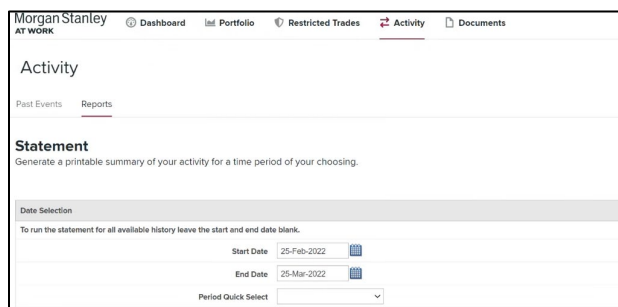 Morgan Stanley
AT WORK
Dashboard
Portfolio
Restricted Trades
Activity
Documents
Activity
Past Events
Reports
Statement
Generate a printable summary of your activity for a time period of your choosing.
Date Selection
To run the statement for all available history leave the start and end date blank.
Start Date 25-Feb-2022
End Date 25-Mar-2022
Period Quick Select